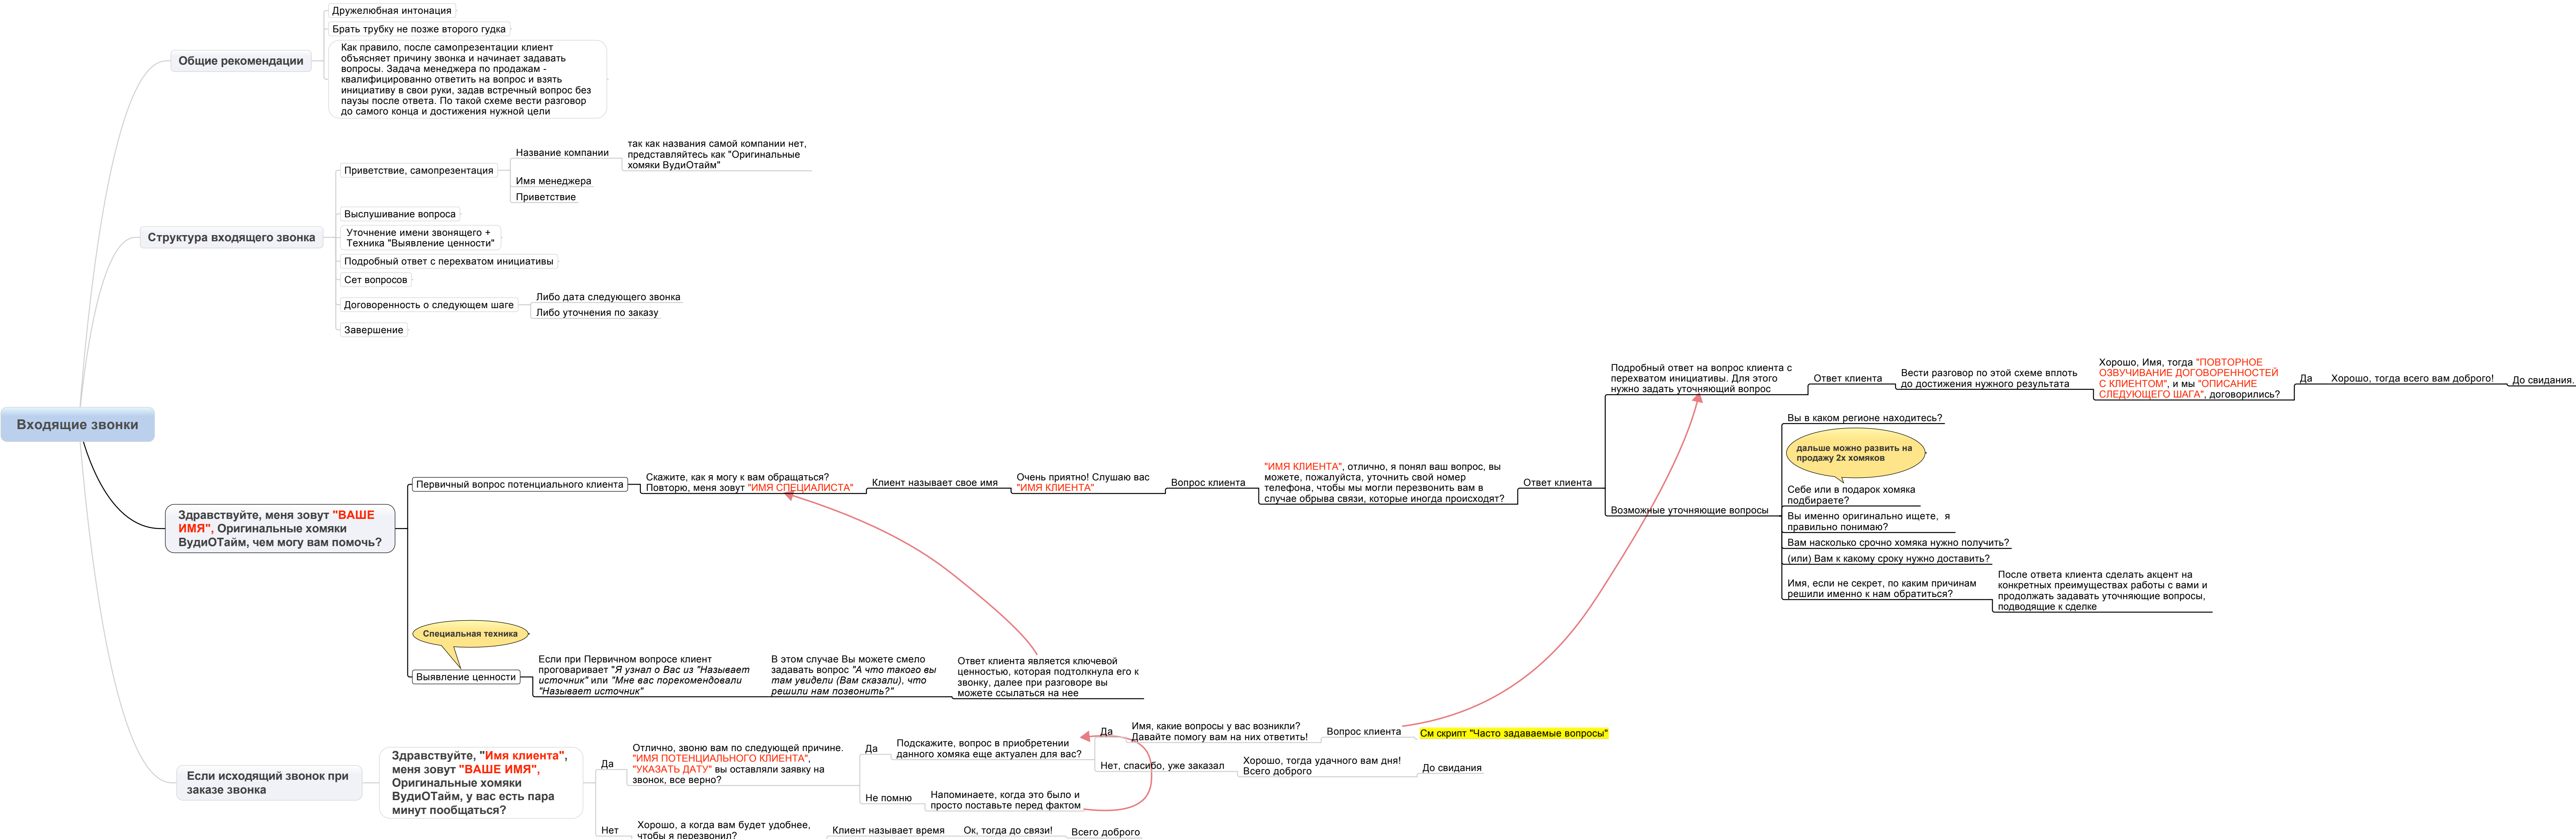 Входящие звонки
Общие рекомендации
Дружелюбная интонация
Брать трубку не позже второго гудка
Как правило, после самопрезентации клиент
объясняет причину звонка и начинает задавать
вопросы. Задача менеджера по продажам -
квалифицированно ответить на вопрос и взять
инициативу в свои руки, задав встречный вопрос без
паузы после ответа. По такой схеме вести разговор
до самого конца и достижения нужной цели
Структура входящего звонка
Приветствие, самопрезентация
Название компании
так как названия самой компании нет,
представляйтесь как "Оригинальные
хомяки ВудиОтайм"
Имя менеджера
Приветствие
Выслушивание вопроса
Уточнение имени звонящего +
Техника "Выявление ценности"
Подробный ответ с перехватом инициативы
Сет вопросов
Договоренность о следующем шаге
Либо дата следующего звонка
Либо уточнения по заказу
Завершение
Здравствуйте, меня зовут "ВАШЕ
ИМЯ", Оригинальные хомяки
ВудиОТайм, чем могу вам помочь?
Первичный вопрос потенциального клиента
Скажите, как я могу к вам обращаться?
Повторю, меня зовут "ИМЯ СПЕЦИАЛИСТА"
Клиент называет свое имя
Очень приятно! Слушаю вас
"ИМЯ КЛИЕНТА"
Вопрос клиента
"ИМЯ КЛИЕНТА", отлично, я понял ваш вопрос, вы
можете, пожалуйста, уточнить свой номер
телефона, чтобы мы могли перезвонить вам в
случае обрыва связи, которые иногда происходят?
Ответ клиента
Подробный ответ на вопрос клиента с
перехватом инициативы. Для этого
нужно задать уточняющий вопрос
Ответ клиента
Вести разговор по этой схеме вплоть
до достижения нужного результата
Хорошо, Имя, тогда "ПОВТОРНОЕ
ОЗВУЧИВАНИЕ ДОГОВОРЕННОСТЕЙ
С КЛИЕНТОМ", и мы "ОПИСАНИЕ
СЛЕДУЮЩЕГО ШАГА", договорились?
Да
Хорошо, тогда всего вам доброго!
До свидания.
Возможные уточняющие вопросы
Вы в каком регионе находитесь?
дальше можно развить на
продажу 2х хомяков
Себе или в подарок хомяка
подбираете?
Вы именно оригинально ищете, я
правильно понимаю?
Вам насколько срочно хомяка нужно получить?
(или) Вам к какому сроку нужно доставить?
Имя, если не секрет, по каким причинам
решили именно к нам обратиться?
После ответа клиента сделать акцент на
конкретных преимуществах работы с вами и
продолжать задавать уточняющие вопросы,
подводящие к сделке
Специальная техника
Выявление ценности
Если при Первичном вопросе клиент
проговаривает "Я узнал о Вас из "Называет
источник" или "Мне вас порекомендовали
"Называет источник"
В этом случае Вы можете смело
задавать вопрос "А что такого вы
там увидели (Вам сказали), что
решили нам позвонить?"
Ответ клиента является ключевой
ценностью, которая подтолкнула его к
звонку, далее при разговоре вы
можете ссылаться на нее
Если исходящий звонок при
заказе звонка
Здравствуйте, "Имя клиента",
меня зовут "ВАШЕ ИМЯ",
Оригинальные хомяки
ВудиОТайм, у вас есть пара
минут пообщаться?
Да
Отлично, звоню вам по следующей причине.
"ИМЯ ПОТЕНЦИАЛЬНОГО КЛИЕНТА",
"УКАЗАТЬ ДАТУ" вы оставляли заявку на
звонок, все верно?
Да
Подскажите, вопрос в приобретении
данного хомяка еще актуален для вас?
Да
Имя, какие вопросы у вас возникли?
Давайте помогу вам на них ответить!
Вопрос клиента
См скрипт "Часто задаваемые вопросы"
Нет, спасибо, уже заказал
Хорошо, тогда удачного вам дня!
Всего доброго
До свидания
Не помню
Напоминаете, когда это было и
просто поставьте перед фактом
Нет
Хорошо, а когда вам будет удобнее,
чтобы я перезвонил?
Клиент называет время
Ок, тогда до связи!
Всего доброго